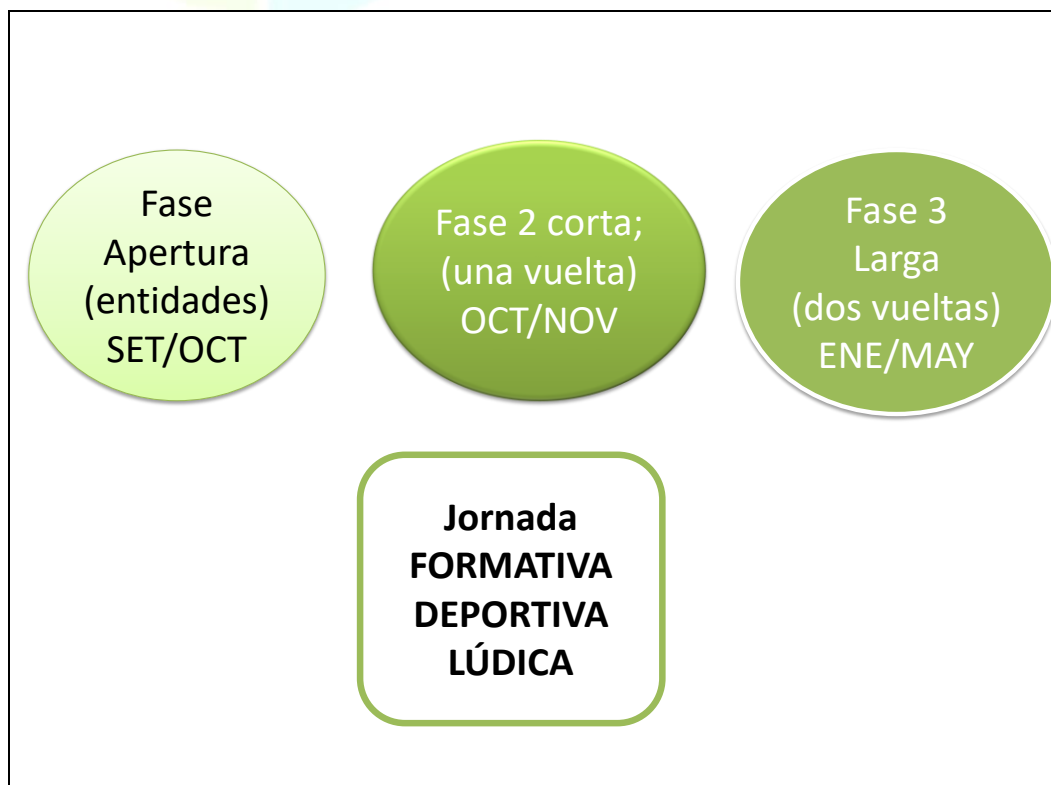 Fase
Apertura
(entidades)
SET/OCT
Fase 2 corta;
(una vuelta)
OCT/NOV
Fase 3
Larga
(dos vueltas)
ENE/MAY
Jornada
FORMATIVA
DEPORTIVA
LÚDICA